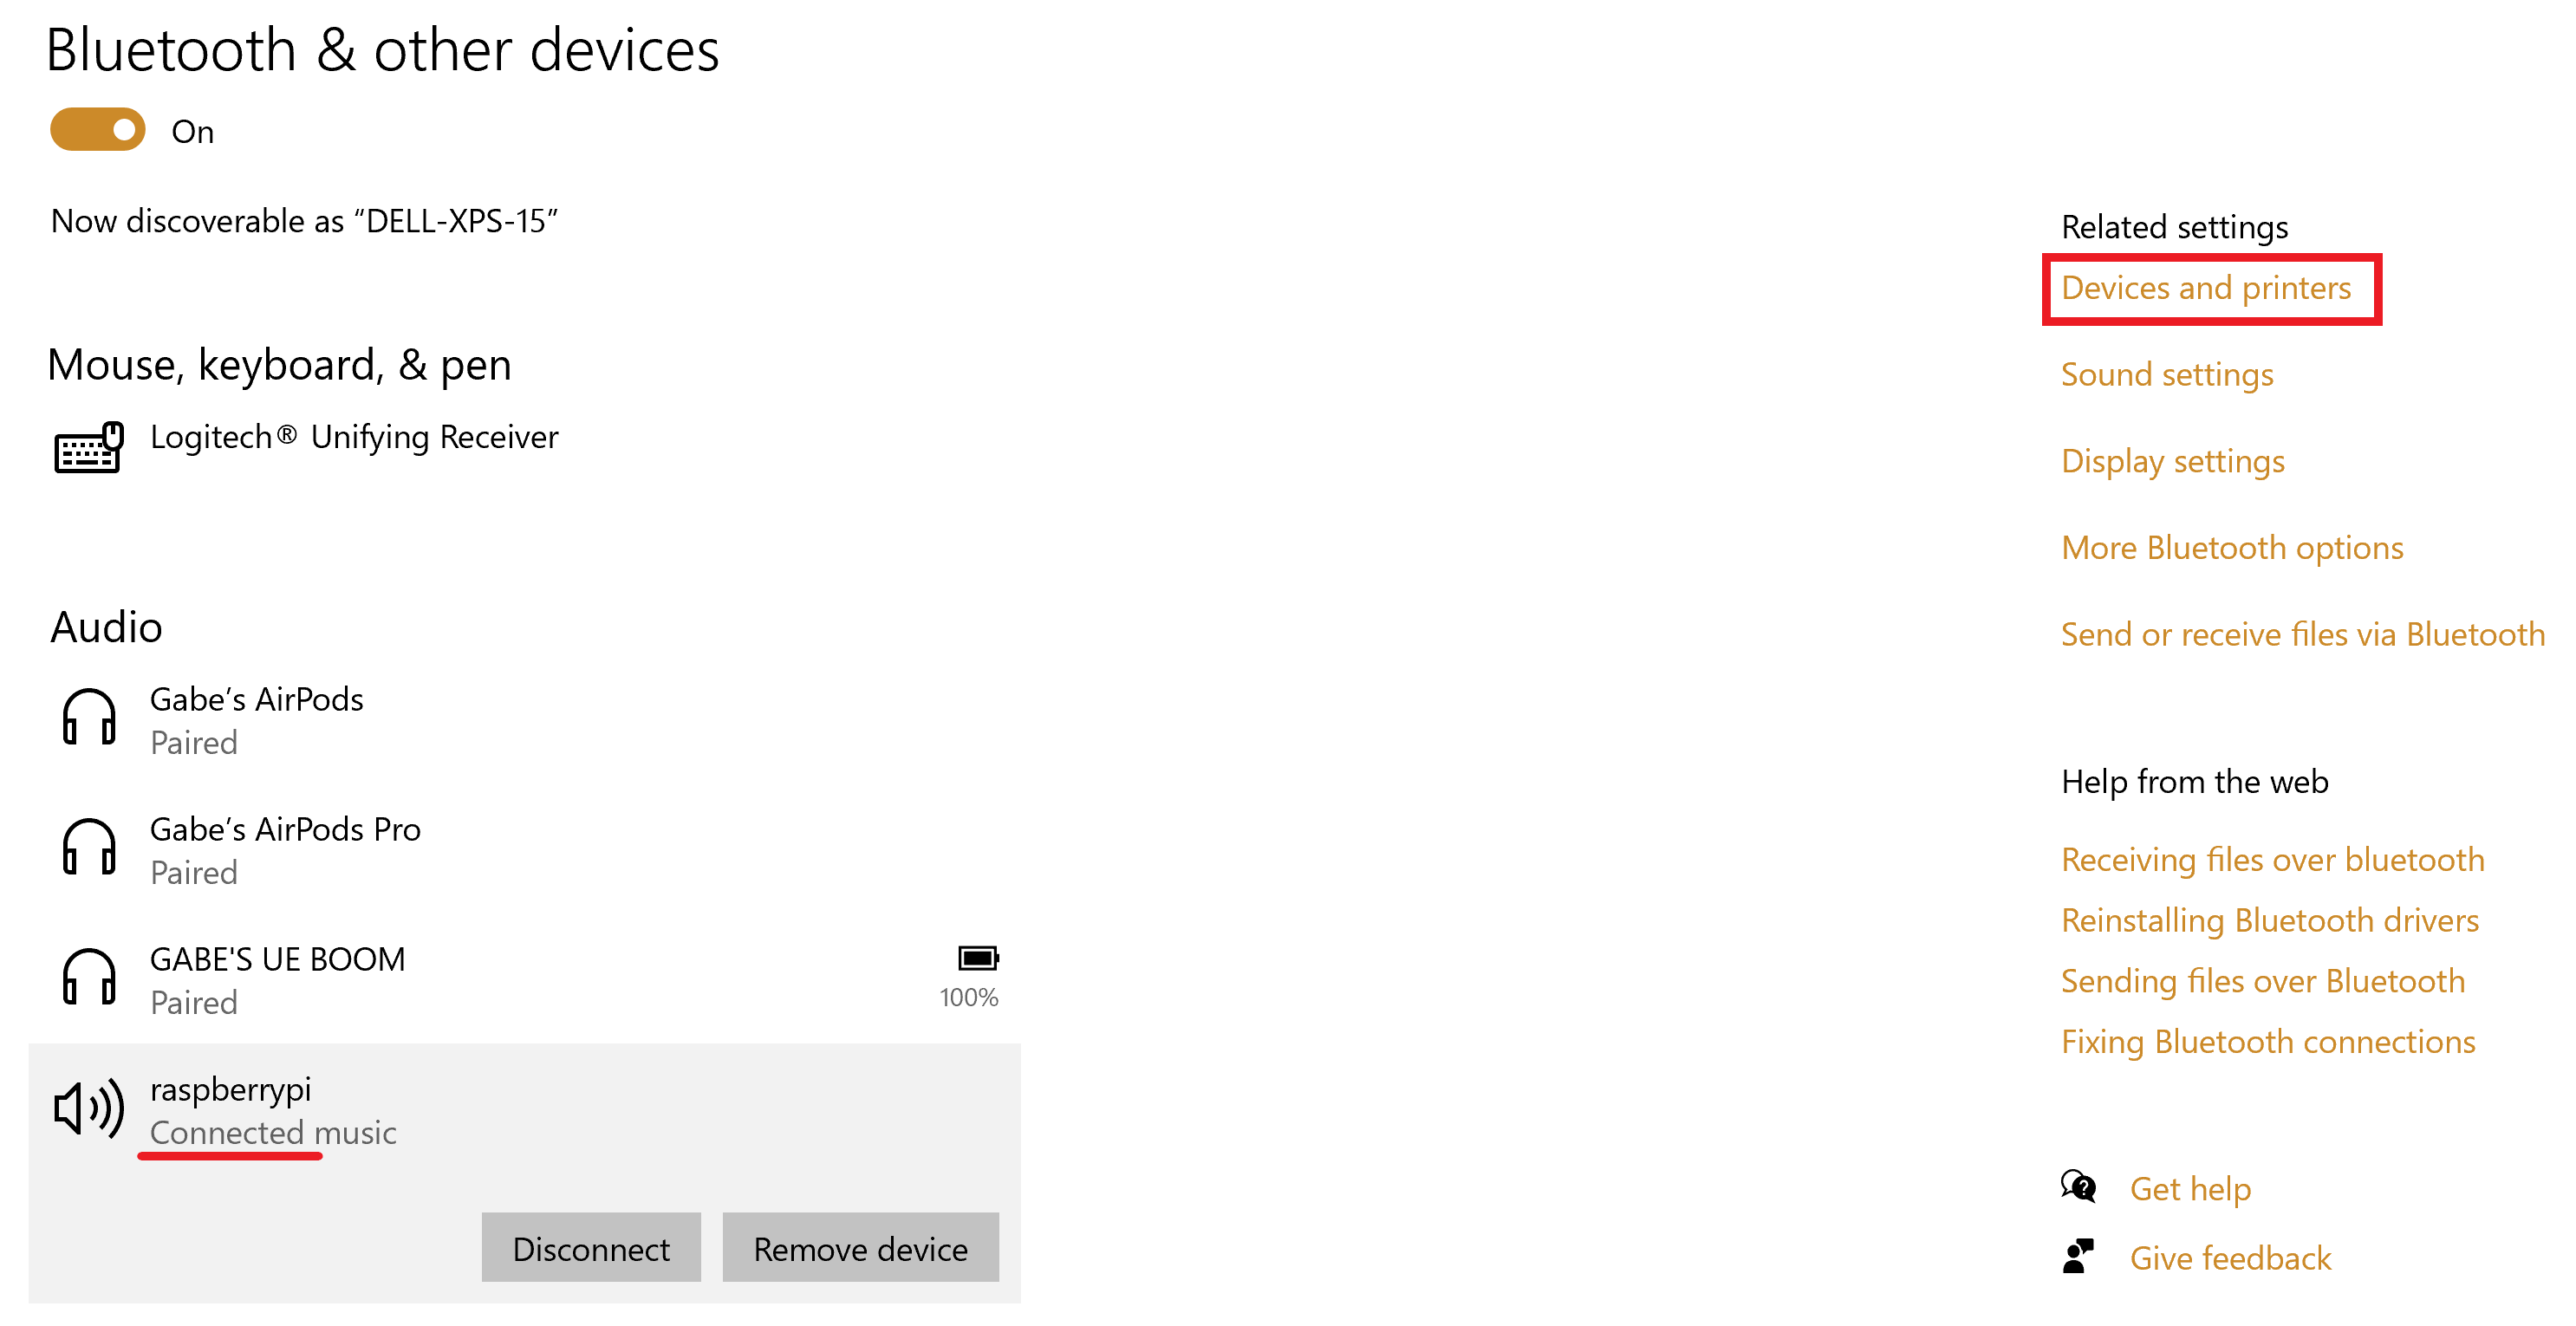 Bluetooth & other devices
On
Now discoverable as “DELL-XPS-15”
Mouse, keyboard, & pen
Logitech® Unifying Receiver
Audio
Gabe’s AirPods
Paired
Gabe’s AirPods Pro
Paired
GABE'S UE BOOM
Paired
100%
raspberrypi
Connected music
Disconnect
Remove device
Related settings
Devices and printers
Sound settings
Display settings
More Bluetooth options
Send or receive files via Bluetooth
Help from the web
Receiving files over bluetooth
Reinstalling Bluetooth drivers
Sending files over Bluetooth
Fixing Bluetooth connections
Get help
Give feedback